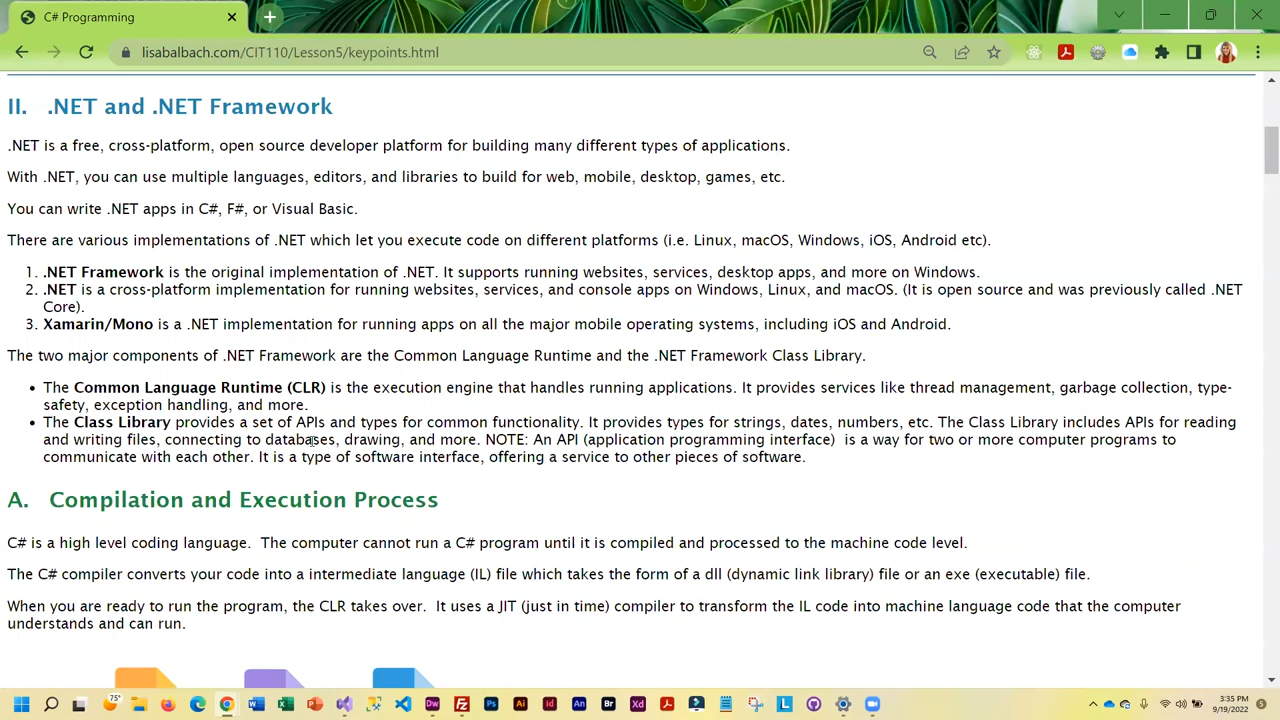 C# Programming
lisabalbach.com/CIT110/Lesson5/keypoints.html
II. .NET and .NET Framework
.NET is a free, cross-platform, open source developer platform for building many different types of applications.
With .NET, you can use multiple languages, editors, and libraries to build for web, mobile, desktop, games, etc.
You can write .NET apps in C#, F#, or Visual Basic.
There are various implementations of .NET which let you execute code on different platforms (i.e. Linux, macOS, Windows, iOS, Android etc).
1. .NET Framework is the original implementation of .NET. It supports running websites, services, desktop apps, and more on Windows.
2. .NET is a cross-platform implementation for running websites, services, and console apps on Windows, Linux, and macOS. (It is open source and was previously called .NET
Core).
3. Xamarin/Mono is a .NET implementation for running apps on all the major mobile operating systems, including iOS and Android.
The two major components of .NET Framework are the Common Language Runtime and the .NET Framework Class Library.
• The Common Language Runtime (CLR) is the execution engine that handles running applications. It provides services like thread management, garbage collection, type-
safety, exception handling, and more.
• The Class Library provides a set of APIs and types for common functionality. It provides types for strings, dates, numbers, etc. The Class Library includes APIs for reading
and writing files, connecting to databases, drawing, and more. NOTE: An API (application programming interface) is a way for two or more computer programs to
communicate with each other. It is a type of software interface, offering a service to other pieces of software.
A. Compilation and Execution Process
C# is a high level coding language. The computer cannot run a C# program until it is compiled and processed to the machine code level.
The C# compiler converts your code into a intermediate language (IL) file which takes the form of a dll (dynamic link library) file or an exe (executable) file.
When you are ready to run the program, the CLR takes over. It uses a JIT (just in time) compiler to transform the IL code into machine language code that the computer
understands and can run.
75°
Dw
Fz
Ps
Ai
Id
An
Br
Xd
L
3:35 PM
9/19/2022